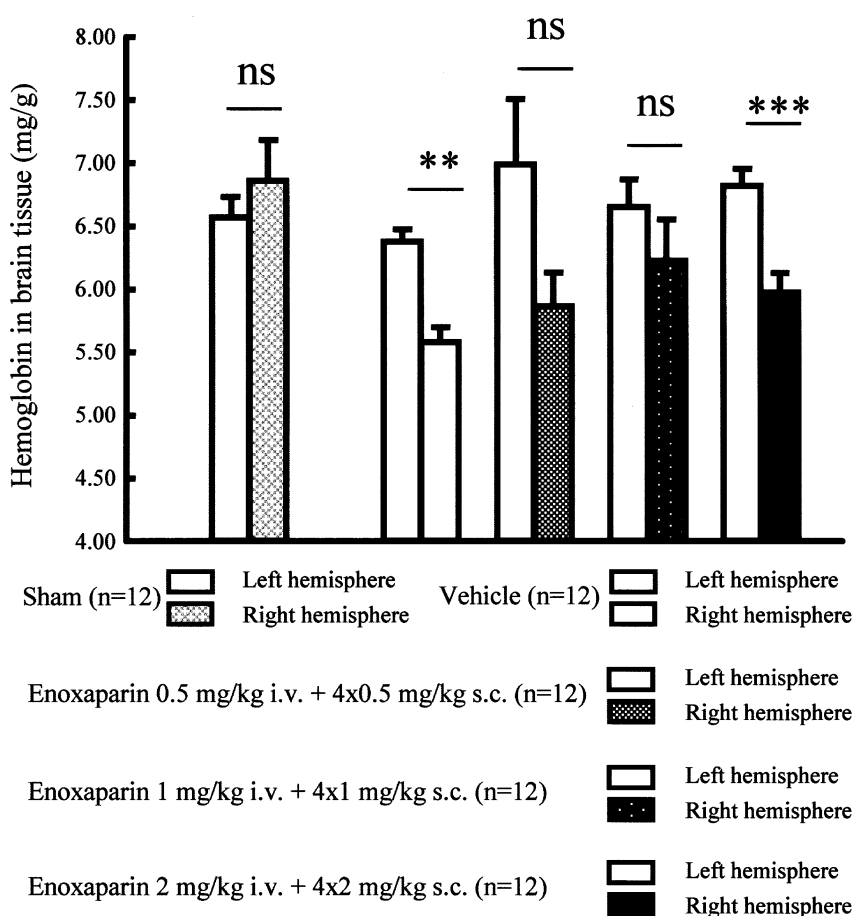 Hemoglobin in brain tissue (mg/g)
8.00
7.50
7.00
6.50
6.00
5.50
5.00
4.50
4.00
ns
**
ns
ns
***
Sham (n=12)
Left hemisphere
Right hemisphere
Vehicle (n=12)
Left hemisphere
Right hemisphere
Enoxaparin 0.5 mg/kg i.v. + 4x0.5 mg/kg s.c. (n=12)
Left hemisphere
Right hemisphere
Enoxaparin 1 mg/kg i.v. + 4x1 mg/kg s.c. (n=12)
Left hemisphere
Right hemisphere
Enoxaparin 2 mg/kg i.v. + 4x2 mg/kg s.c. (n=12)
Left hemisphere
Right hemisphere